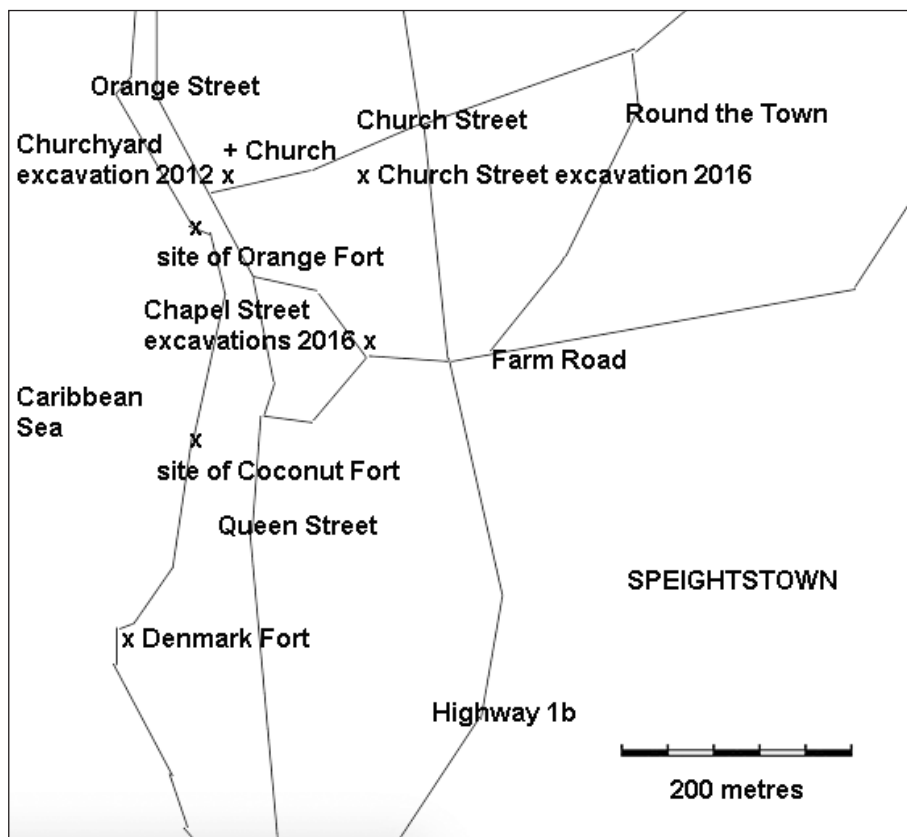 Orange Street
Church Street
Round the Town
Churchyard
excavation 2012 x
+ Church
x Church Street excavation 2016
x
site of Orange Fort
Chapel Street
excavations 2016 x
Farm Road
Caribbean
Sea
x
site of Coconut Fort
Queen Street
SPEIGHTSTOWN
x Denmark Fort
Highway 1b
200 metres